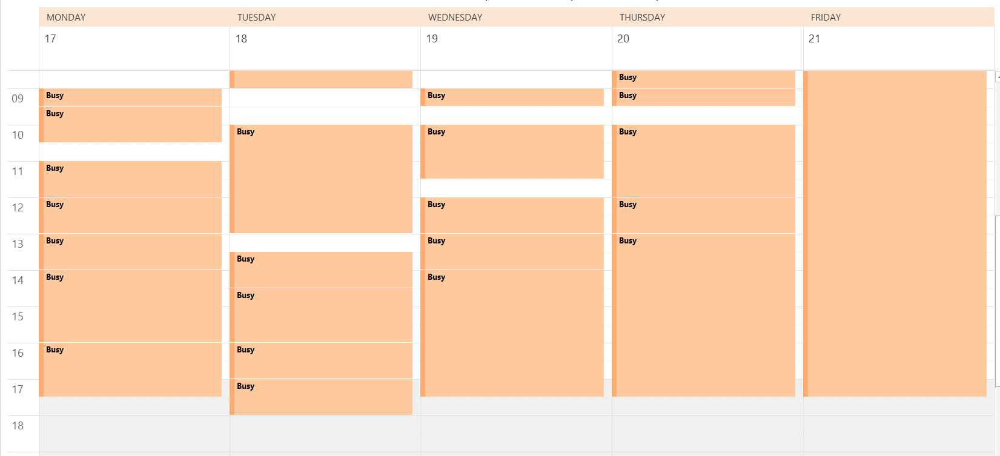 MONDAY TUESDAY WEDNESDAY THURSDAY FRIDAY
17 18 19 20 21
Busy
09 Busy Busy Busy
Busy
10 Busy Busy Busy
11 Busy
12 Busy Busy Busy
13 Busy Busy Busy
Busy
14 Busy Busy
Busy
15
16 Busy Busy
17 Busy
18